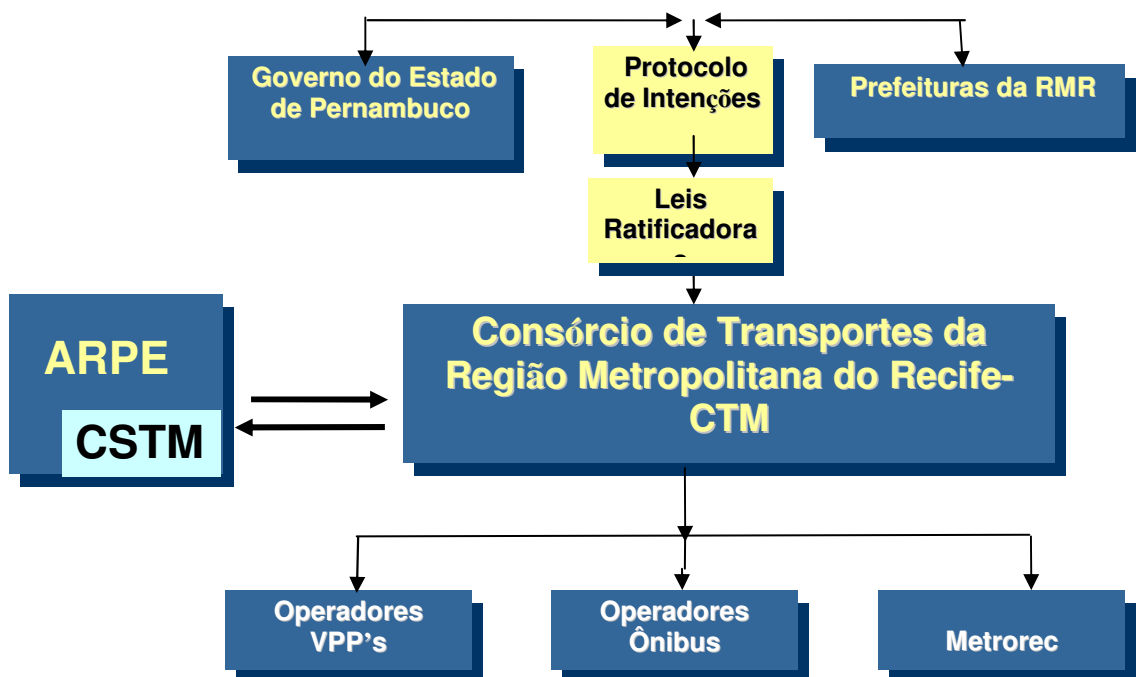 Governo do Estado
de Pernambuco
Protocolo
de Intenções
Prefeituras da RMR
Leis
Ratificadora
ARPE
CSTM
Consórcio de Transportes da
Região Metropolitana do Recife-
CTM
Operadores
VPP's
Operadores
Ônibus
Metrorec